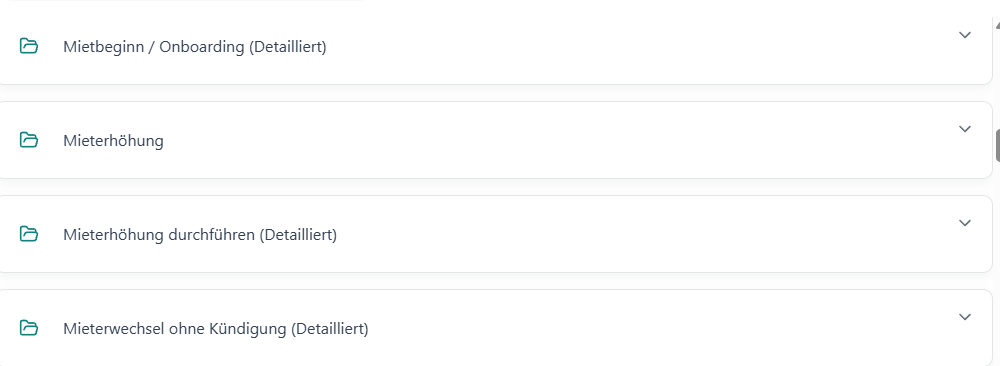 Mietbeginn / Onboarding (Detailliert)
Mieterhöhung
Mieterhöhung durchführen (Detailliert)
Mieterwechsel ohne Kündigung (Detailliert)